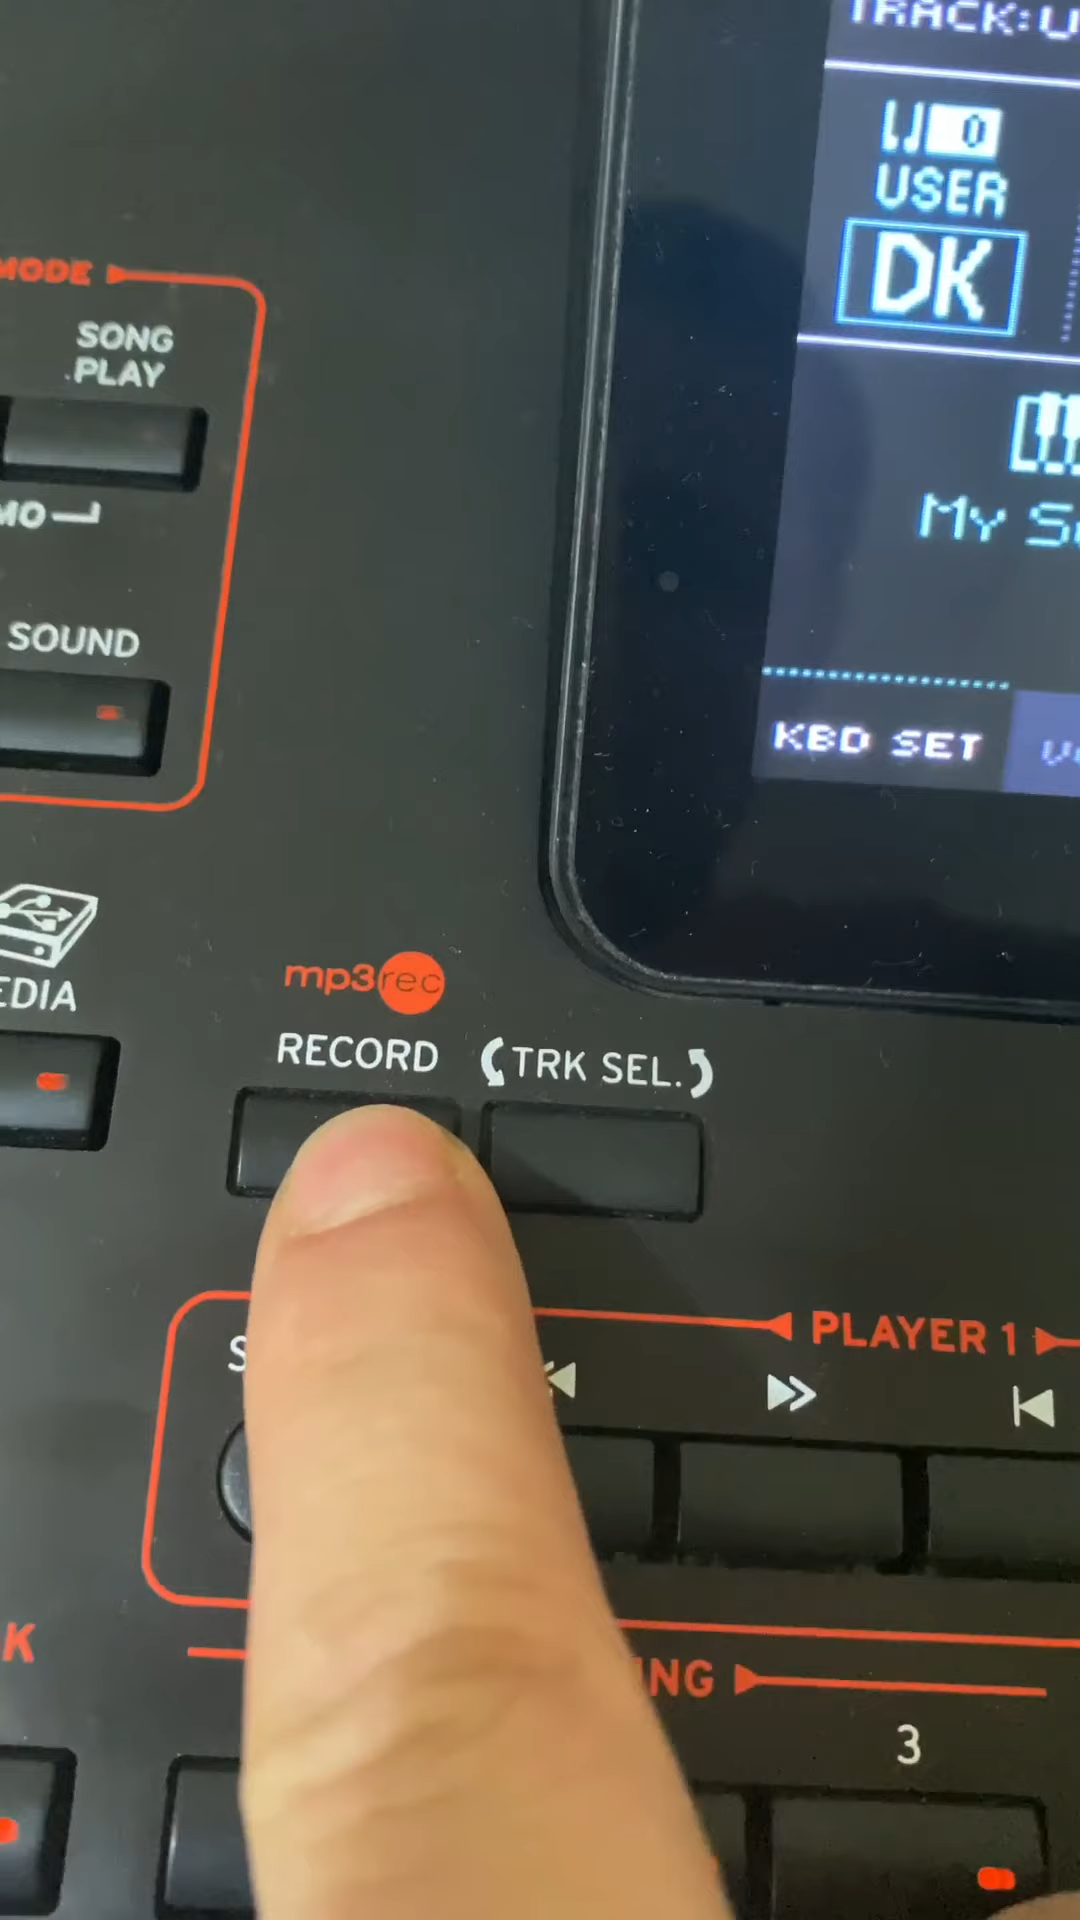 TRACK:U
0
USER
DK
MODE
SONG
PLAY
My S
MO
SOUND
KBD SET
EDIA
mp3rec
RECORD
TRK SEL.
PLAYER 1
S
K
ING
3